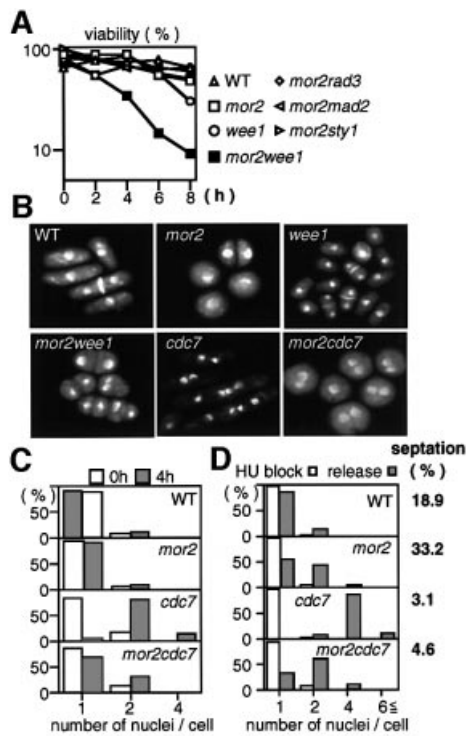 A
viability ( % )
100
10
0 2 4 6 8 ( h )
WT
mor2
wee1
mor2wee1
mor2rad3
mor2mad2
mor2sty1
B
WT mor2 wee1
mor2wee1 cdc7 mor2cdc7
C
0h 4h
( % )
50
0
WT
50
0
mor2
50
0
cdc7
50
0
mor2cdc7
1 2 4
number of nuclei / cell
D
HU block release
septation
( % )
( % )
50
0
WT
18.9
50
0
mor2
33.2
50
0
cdc7
3.1
50
0
mor2cdc7
4.6
1 2 4 6≦
number of nuclei / cell